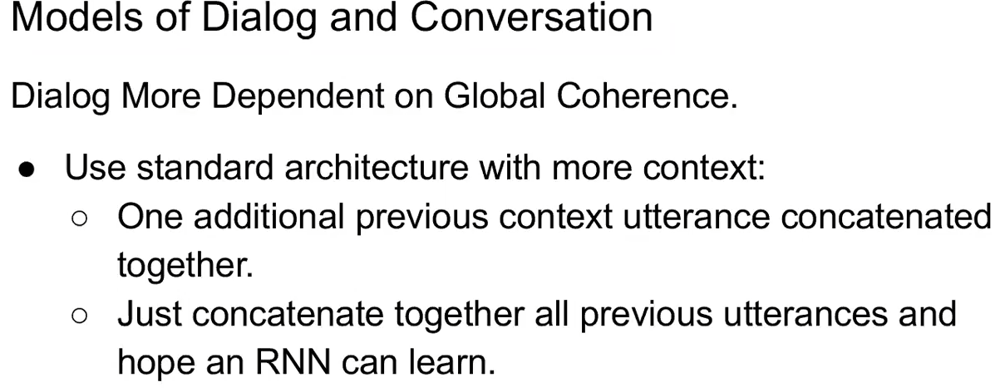 Models of Dialog and Conversation
Dialog More Dependent on Global Coherence.
● Use standard architecture with more context:
○ One additional previous context utterance concatenated
together.
○ Just concatenate together all previous utterances and
hope an RNN can learn.